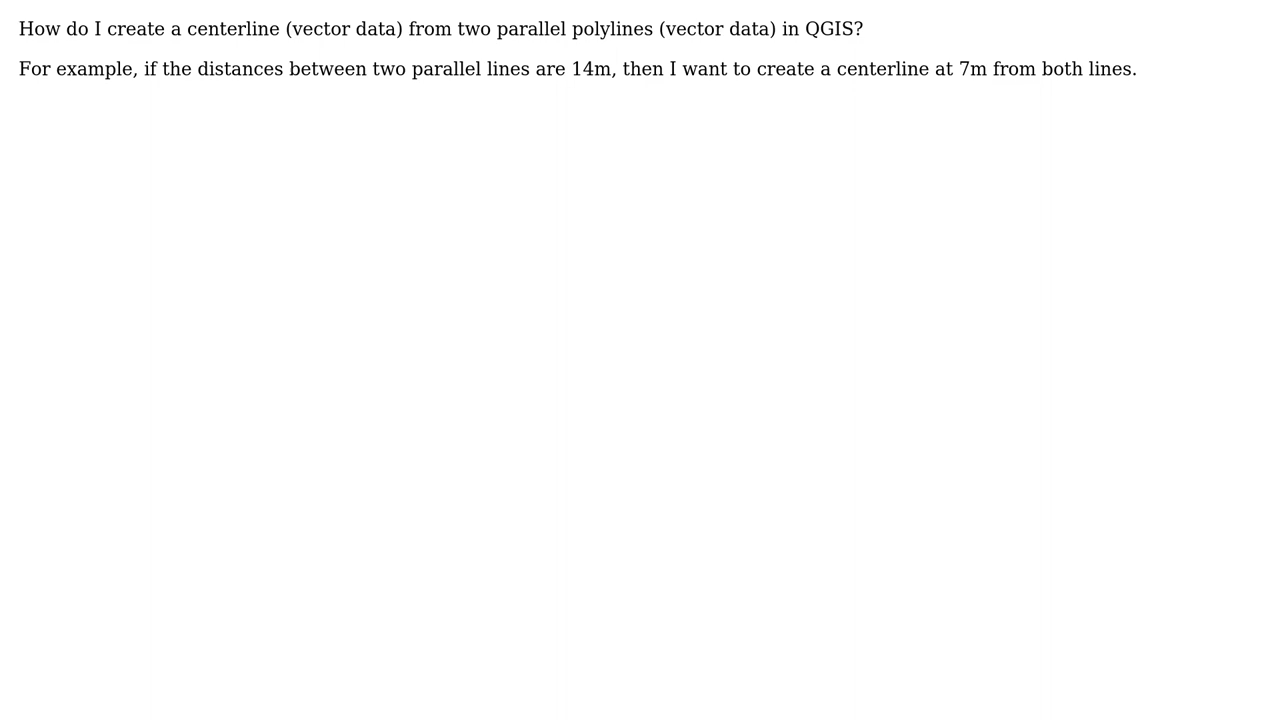 How do I create a centerline (vector data) from two parallel polylines (vector data) in QGIS?
For example, if the distances between two parallel lines are 14m, then I want to create a centerline at 7m from both lines.